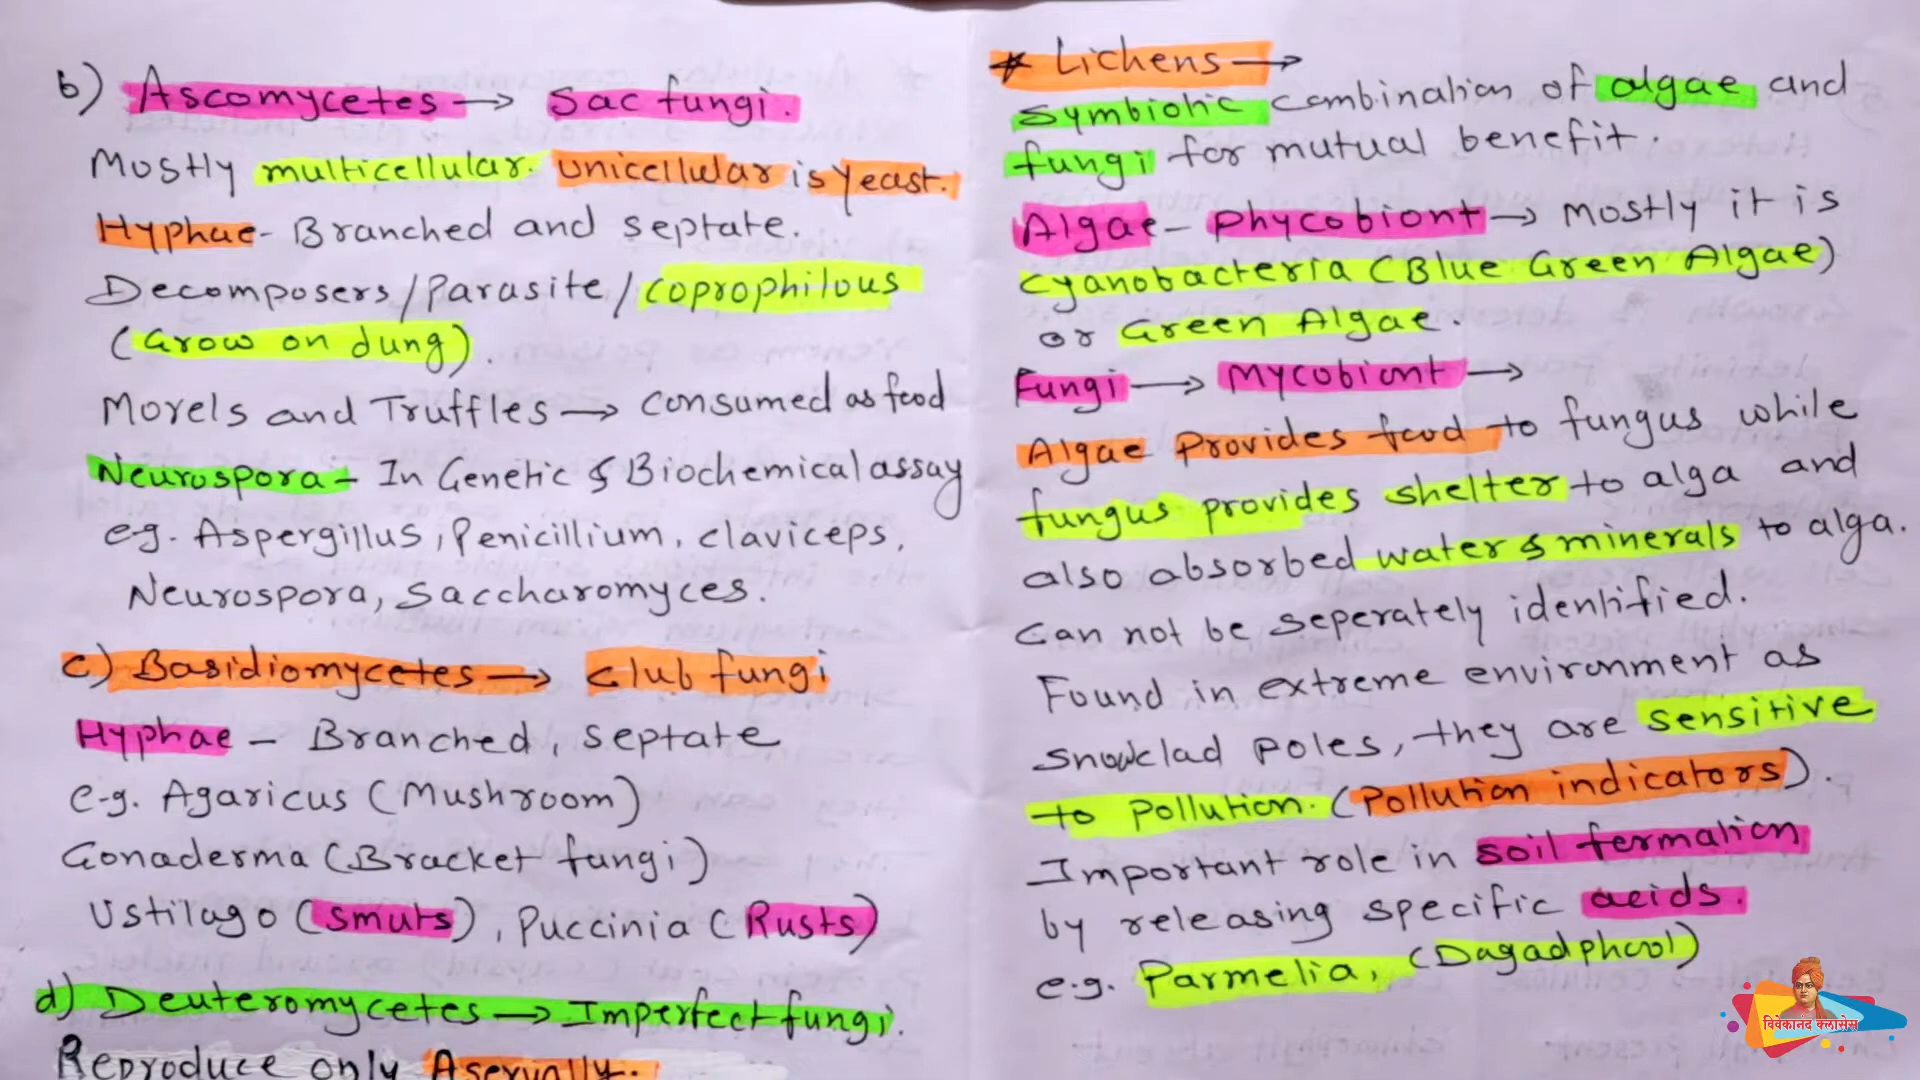 b) Ascomycetes → Sac fungi.
Mostly multicellular. Unicellular is yeast.
Hyphae- Branched and septate.
Decomposers/Parasite/coprophilous
(Grow on dung).
Morels and Truffles → Consumed as food
Neurospora- In Genetic & Biochemical assay
e.g. Aspergillus, Penicillium, claviceps,
Neurospora, Saccharomyces.
c) Basidiomycetes → Club fungi
Hyphae - Branched, septate
e.g. Agaricus (Mushroom)
Gonaderma (Bracket fungi)
Ustilago (Smuts), Puccinia (Rusts)
d) Deuteromycetes → Imperfect fungi.
Reproduce only Asexually.
* Lichens →
Symbiotic combination of algae and
fungi for mutual benefit.
Algae - Phycobiont → Mostly it is
cyanobacteria (Blue Green Algae)
or Green Algae.
Fungi → Mycobiont →
Algae provides food to fungus while
fungus provides shelter to alga and
also absorbed water & minerals to alga.
Can not be seperately identified.
Found in extreme environment as
snowclad poles, they are sensitive
to pollution. (Pollution indicators).
Important role in soil formation
by releasing specific acids.
e.g. Parmelia, (Dagadphool)
विवेकानंद क्लासेस